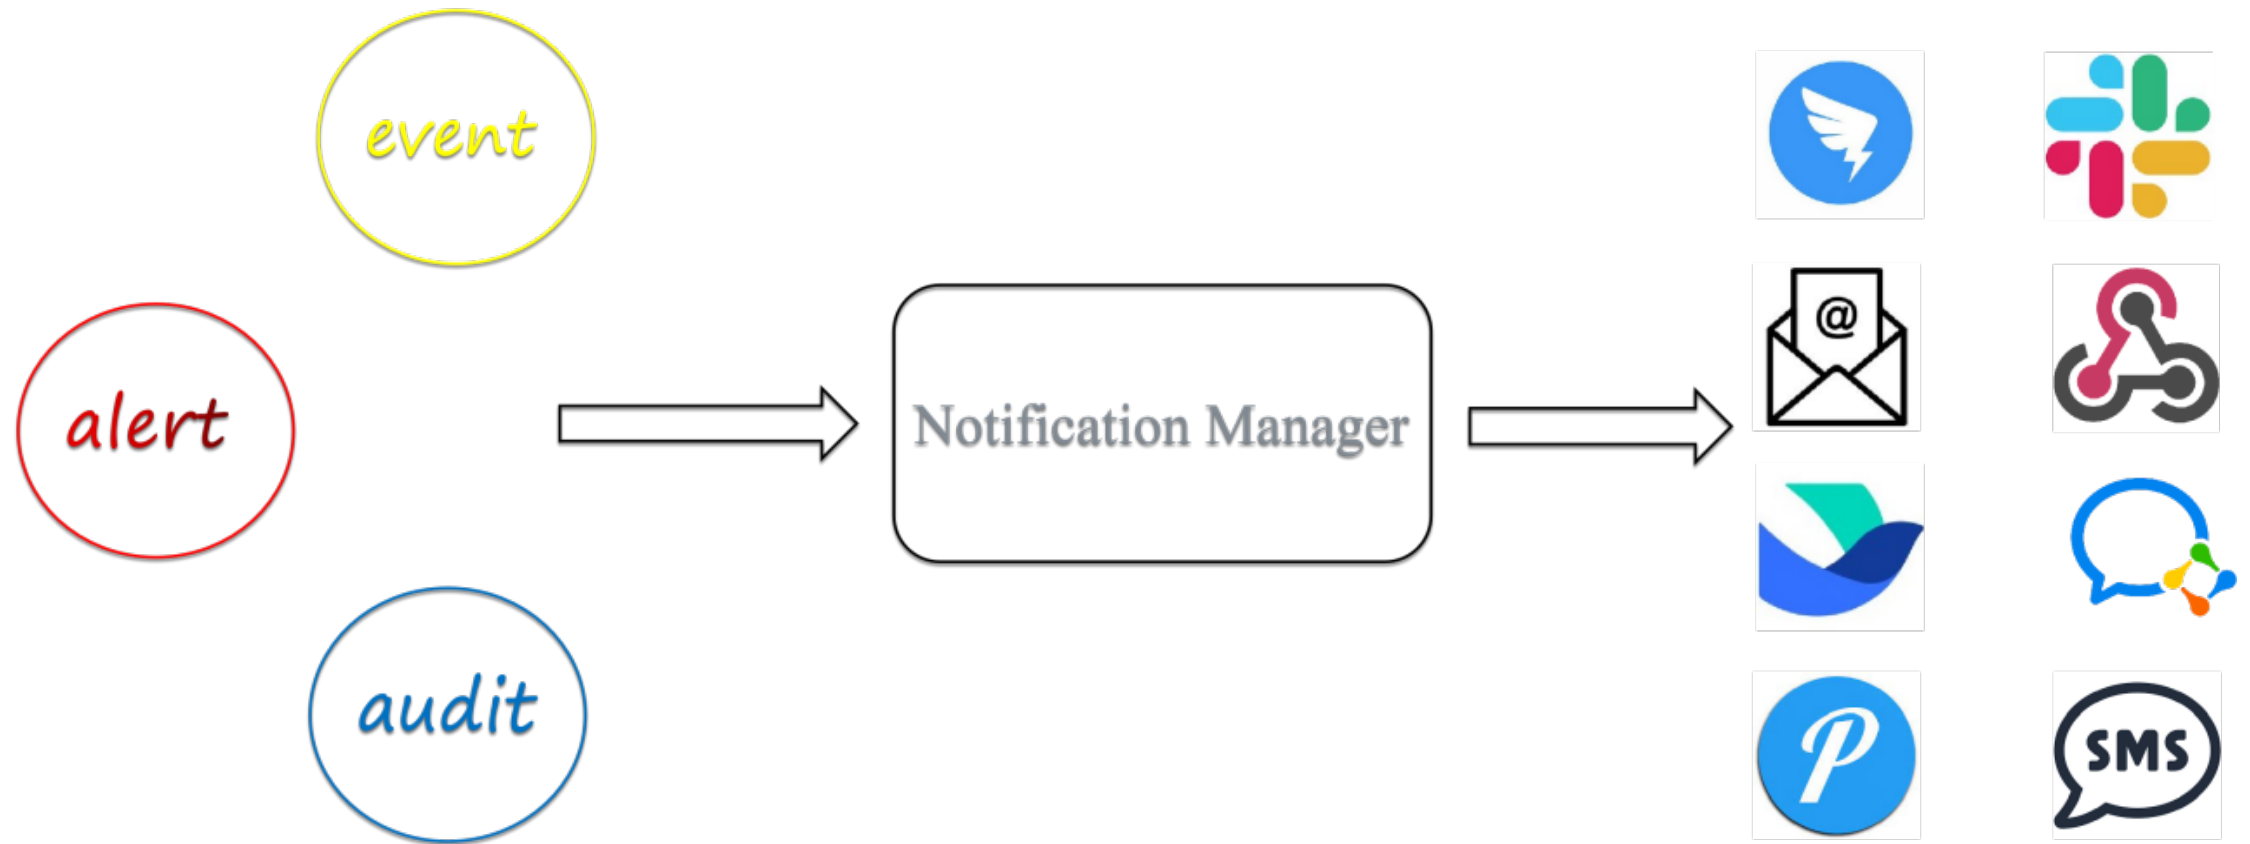 event
alert
audit
Notification Manager
@
P
SMS